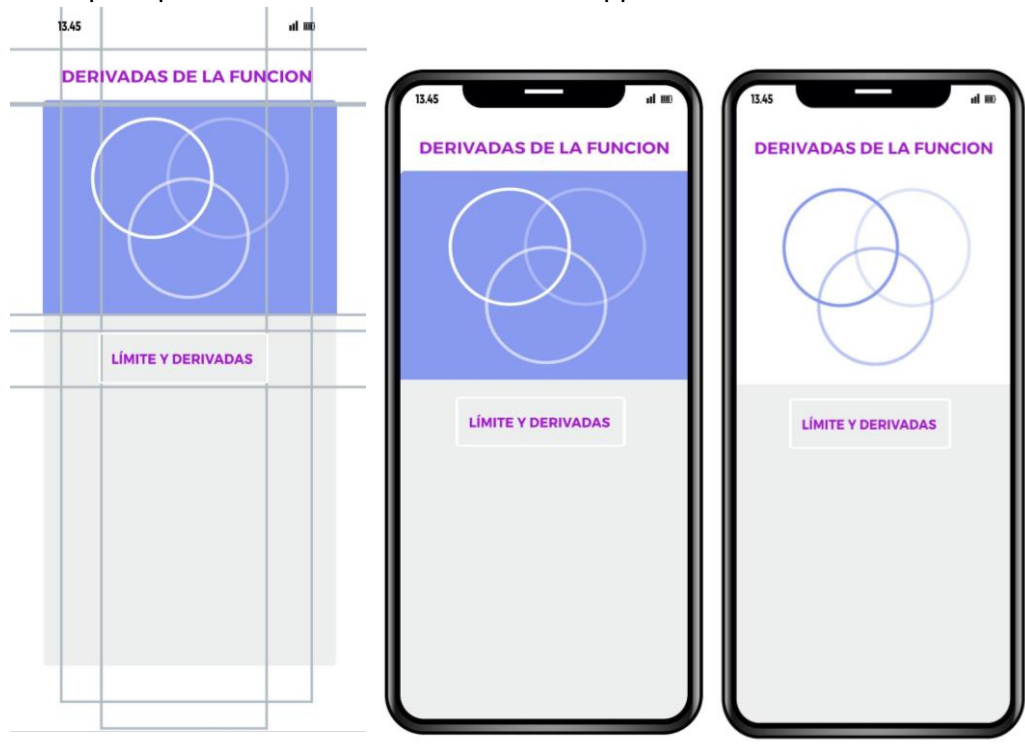 13.45
DERIVADAS DE LA FUNCION
LÍMITE Y DERIVADAS
13.45
DERIVADAS DE LA FUNCION
LÍMITE Y DERIVADAS
13.45
DERIVADAS DE LA FUNCION
LÍMITE Y DERIVADAS